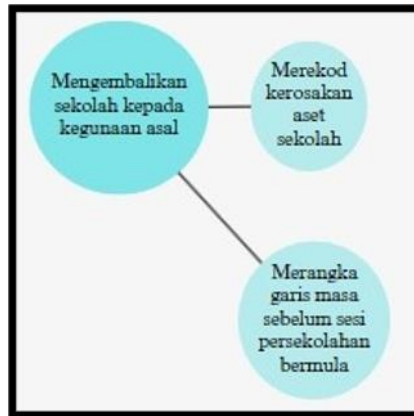 Mengembalikan
sekolah kepada
kegunaan asal
Merekod
kerosakan
aset
sekolah
Merangka
garis masa
sebelum sesi
persekolahan
bermula